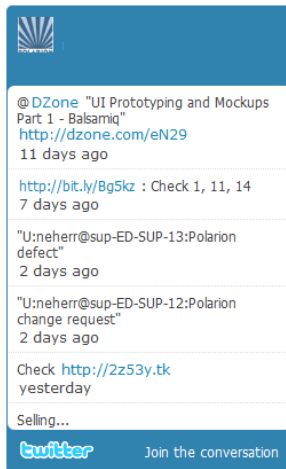 @DZone "UI Prototyping and Mockups
Part 1 - Balsamiq"
http://dzone.com/eN29
11 days ago
http://bit.ly/Bg5kz : Check 1, 11, 14
7 days ago
"U:neherr@sup-ED-SUP-13:Polarion
defect"
2 days ago
"U:neherr@sup-ED-SUP-12:Polarion
change request"
2 days ago
Check http://2z53y.tk
yesterday
Selling...
twitter
Join the conversation